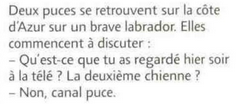 Deux puces se retrouvent sur la côte
d'Azur sur un brave labrador. Elles
commencent à discuter :
– Qu'est-ce que tu as regardé hier soir
à la télé ? La deuxième chienne ?
– Non, canal puce.